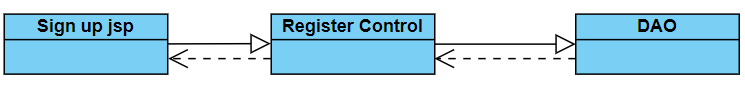 Sign up jsp
Register Control
DAO